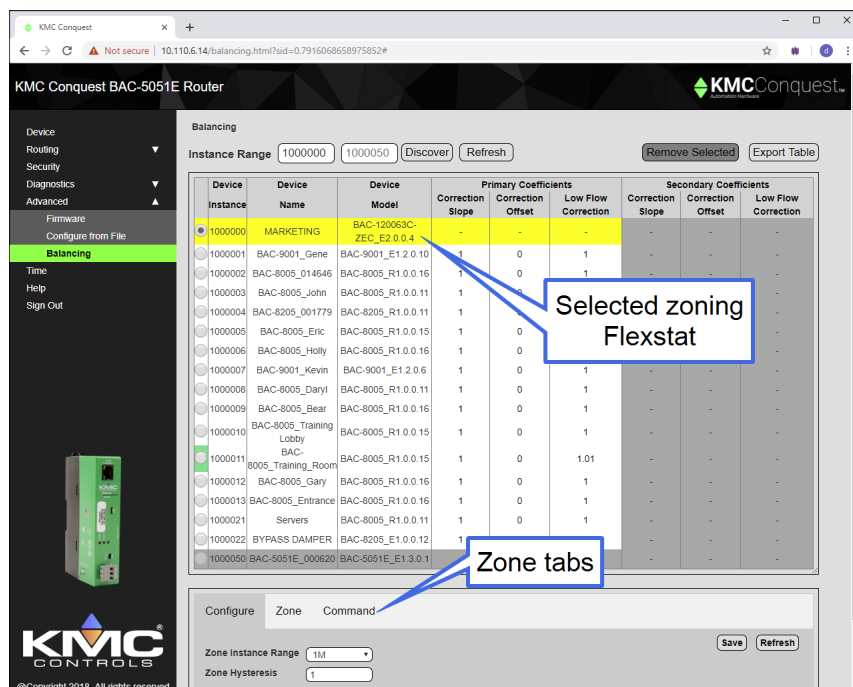 KMC Conquest
Not secure | 10.110.6.14/balancing.html?sid=0.7916068658975852#
d
KMC Conquest BAC-5051E Router
KMC Conquest™
Automation Hardware
Device
Routing
Security
Diagnostics
Advanced
Firmware
Configure from File
Balancing
Time
Help
Sign Out
Balancing
Instance Range 1000000 1000050 Discover Refresh Remove Selected Export Table
Device Device Device Primary Coefficients Secondary Coefficients
Instance Name Model Correction Slope Correction Offset Low Flow Correction Correction Slope Correction Offset Low Flow Correction
1000000 MARKETING BAC-120063C-ZEC_E2.0.0.4 - - - - - -
1000001 BAC-9001_Gene BAC-9001_E1.2.0.10 1 0 1 - - -
1000002 BAC-8005_014646 BAC-8005_R1.0.0.16 1 0 1 - - -
1000003 BAC-8005_John BAC-8005_R1.0.0.11 1 0 - - -
1000004 BAC-8205_001779 BAC-8205_R1.0.0.11 1 - - -
1000005 BAC-8005_Eric BAC-8005_R1.0.0.15 1 0 - - -
1000006 BAC-8005_Holly BAC-8005_R1.0.0.16 1 0 - - -
1000007 BAC-9001_Kevin BAC-9001_E1.2.0.6 1 0 1 - - -
1000008 BAC-8005_Daryl BAC-8005_R1.0.0.11 1 0 1 - - -
1000009 BAC-8005_Bear BAC-8005_R1.0.0.16 1 0 1 - - -
1000010 BAC-8005_Training Lobby BAC-8005_R1.0.0.15 1 0 1 - - -
1000011 BAC-8005_Training_Room BAC-8005_R1.0.0.15 1 0 1.01 - - -
1000012 BAC-8005_Gary BAC-8005_R1.0.0.16 1 0 1 - - -
1000013 BAC-8005_Entrance BAC-8005_R1.0.0.16 1 0 1 - - -
1000021 Servers BAC-8005_R1.0.0.11 1 0 1 - - -
1000022 BYPASS DAMPER BAC-8205_E1.0.0.12 1 - - -
1000050 BAC-5051E_000620 BAC-5051E_E1.3.0.1 - - -
Selected zoning
Flexstat
Zone tabs
Configure Zone Command
Save Refresh
Zone Instance Range 1M
Zone Hysteresis 1
KMC
KMC®
CONTROLS
@Copyright 2018 All rights reserved